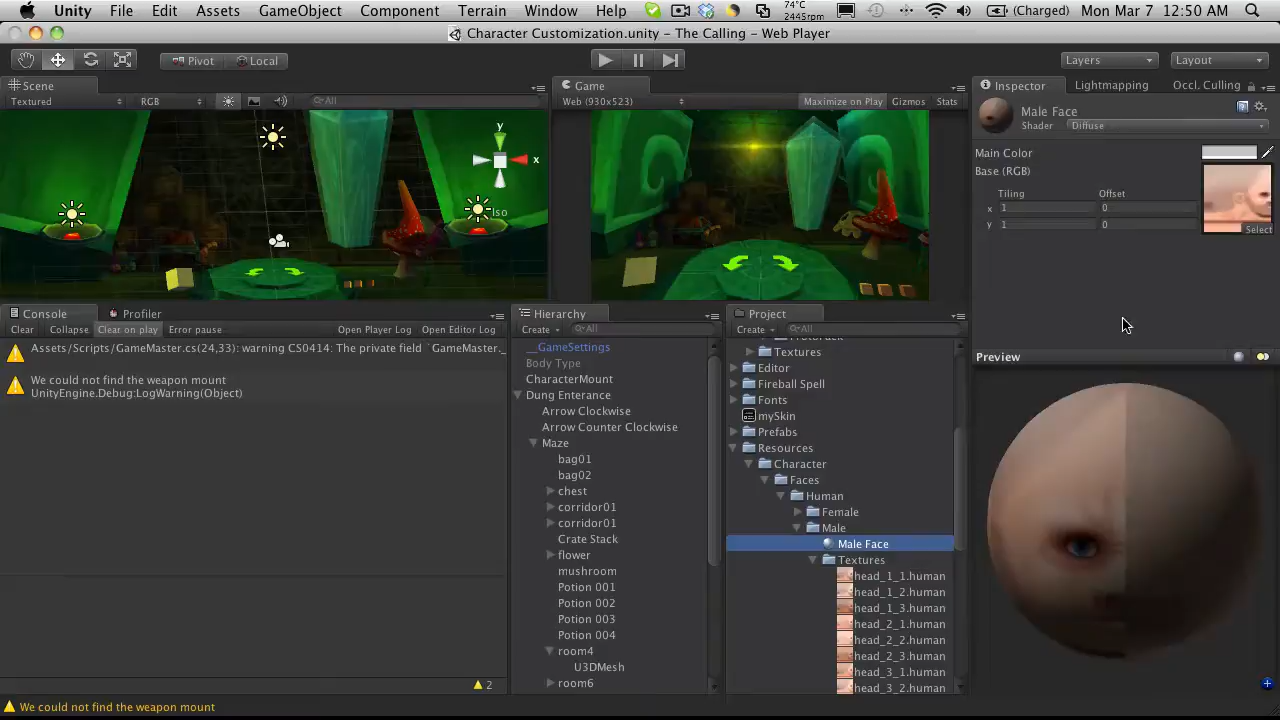 Unity File Edit Assets GameObject Component Terrain Window Help 74°C 2445rpm (Charged) Mon Mar 7 12:50 AM
Character Customization.unity – The Calling – Web Player
Pivot Local Layers Layout
Scene Game Inspector Lightmapping Occl. Culling
Textured RGB All Web (930x523) Maximize on Play Gizmos Stats
Male Face
Shader Diffuse
Main Color
Base (RGB)
Tiling Offset
x 1 0
y 1 0
Select
y
x
Iso
Console Profiler
Clear Collapse Clear on play Error pause Open Player Log Open Editor Log
Assets/Scripts/GameMaster.cs(24,33): warning CS0414: The private field `GameMaster.
We could not find the weapon mount
UnityEngine.Debug:LogWarning(Object)
2
We could not find the weapon mount
Hierarchy
Create All
__GameSettings
Body Type
CharacterMount
Dung Enterance
Arrow Clockwise
Arrow Counter Clockwise
Maze
bag01
bag02
chest
corridor01
corridor01
Crate Stack
flower
mushroom
Potion 001
Potion 002
Potion 003
Potion 004
room4
U3DMesh
room6
Project
Create All
Textures
Editor
Fireball Spell
Fonts
mySkin
Prefabs
Resources
Character
Faces
Human
Female
Male
Male Face
Textures
head_1_1.human
head_1_2.human
head_1_3.human
head_2_1.human
head_2_2.human
head_2_3.human
head_3_1.human
head_3_2.human
Preview